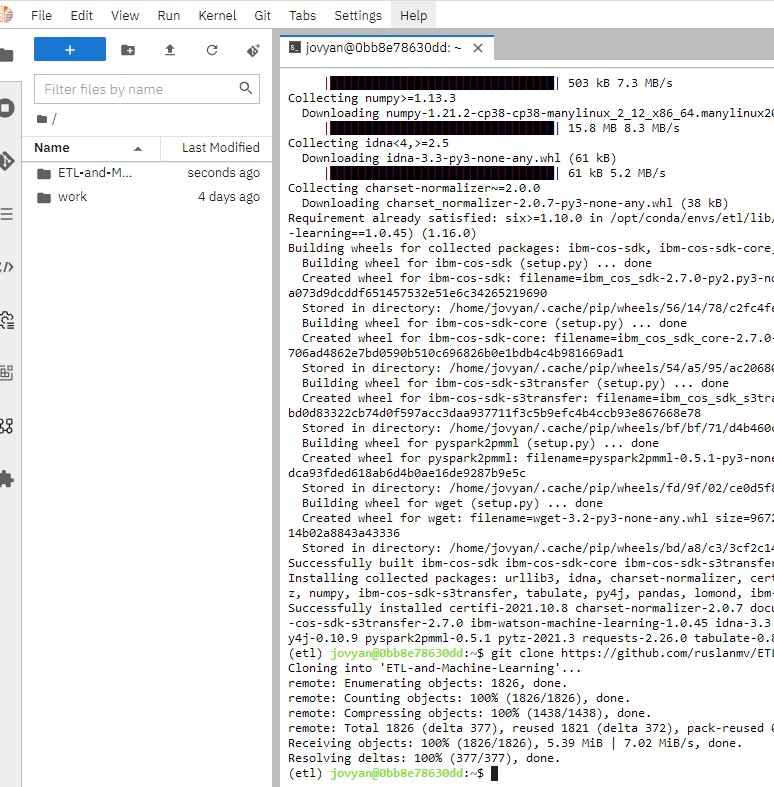 File Edit View Run Kernel Git Tabs Settings Help
+
Filter files by name
/
Name Last Modified
ETL-and-M... seconds ago
work 4 days ago
jovyan@0bb8e78630dd: ~
| 503 kB 7.3 MB/s
Collecting numpy>=1.13.3
Downloading numpy-1.21.2-cp38-cp38-manylinux_2_12_x86_64.manylinux20
| 15.8 MB 8.3 MB/s
Collecting idna<4,>=2.5
Downloading idna-3.3-py3-none-any.whl (61 kB)
| 61 kB 5.2 MB/s
Collecting charset-normalizer~=2.0.0
Downloading charset_normalizer-2.0.7-py3-none-any.whl (38 kB)
Requirement already satisfied: six>=1.10.0 in /opt/conda/envs/etl/lib/
-learning==1.0.45) (1.16.0)
Building wheels for collected packages: ibm-cos-sdk, ibm-cos-sdk-core,
Building wheel for ibm-cos-sdk (setup.py) ... done
Created wheel for ibm-cos-sdk: filename=ibm_cos_sdk-2.7.0-py2.py3-no
a073d9dcddf651457532e51e6c34265219690
Stored in directory: /home/jovyan/.cache/pip/wheels/56/14/78/c2fc4fe
Building wheel for ibm-cos-sdk-core (setup.py) ... done
Created wheel for ibm-cos-sdk-core: filename=ibm_cos_sdk_core-2.7.0-
706ad4862e7bd0590b510c696826b0e1bdb4c4b981669ad1
Stored in directory: /home/jovyan/.cache/pip/wheels/54/a5/95/ac20680
Building wheel for ibm-cos-sdk-s3transfer (setup.py) ... done
Created wheel for ibm-cos-sdk-s3transfer: filename=ibm_cos_sdk_s3tra
bd0d83322cb74d0f597acc3daa937711f3c5b9efc4b4ccb93e867668e78
Stored in directory: /home/jovyan/.cache/pip/wheels/bf/bf/71/d4b460c
Building wheel for pyspark2pmml (setup.py) ... done
Created wheel for pyspark2pmml: filename=pyspark2pmml-0.5.1-py3-none
dca93fded618ab6d4b0ae16de9287b9e5c
Stored in directory: /home/jovyan/.cache/pip/wheels/fd/9f/02/ce0d5f8
Building wheel for wget (setup.py) ... done
Created wheel for wget: filename=wget-3.2-py3-none-any.whl size=9672
14b02a8843a43336
Stored in directory: /home/jovyan/.cache/pip/wheels/bd/a8/c3/3cf2c14
Successfully built ibm-cos-sdk ibm-cos-sdk-core ibm-cos-sdk-s3transfer
Installing collected packages: urllib3, idna, charset-normalizer, cert
z, numpy, ibm-cos-sdk-s3transfer, tabulate, py4j, pandas, lomond, ibm-
Successfully installed certifi-2021.10.8 charset-normalizer-2.0.7 docu
-cos-sdk-s3transfer-2.7.0 ibm-watson-machine-learning-1.0.45 idna-3.3
y4j-0.10.9 pyspark2pmml-0.5.1 pytz-2021.3 requests-2.26.0 tabulate-0.8
(etl) jovyan@0bb8e78630dd:~$ git clone https://github.com/ruslanmv/ETL
Cloning into 'ETL-and-Machine-Learning'...
remote: Enumerating objects: 1826, done.
remote: Counting objects: 100% (1826/1826), done.
remote: Compressing objects: 100% (1438/1438), done.
remote: Total 1826 (delta 377), reused 1821 (delta 372), pack-reused 0
Receiving objects: 100% (1826/1826), 5.39 MiB | 7.02 MiB/s, done.
Resolving deltas: 100% (377/377), done.
(etl) jovyan@0bb8e78630dd:~$